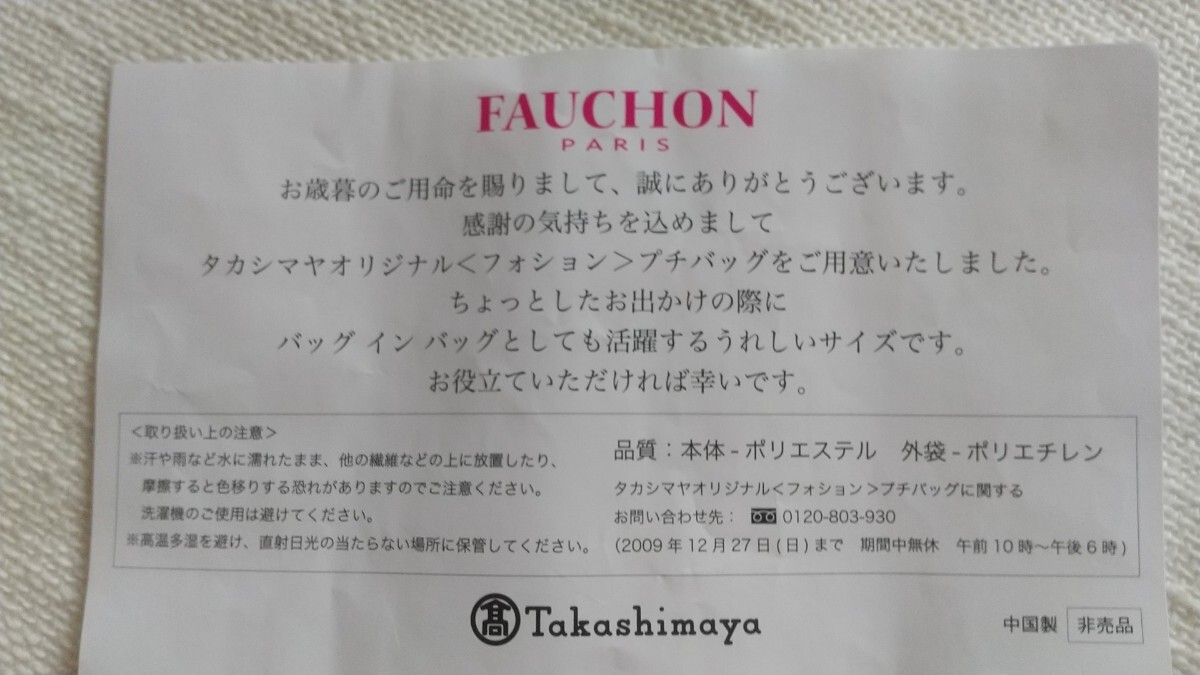 FAUCHON
PARIS
お歳暮のご用命を賜りまして、誠にありがとうございます。
感謝の気持ちを込めまして
タカシマヤオリジナル＜フォション＞プチバッグをご用意いたしました。
ちょっとしたお出かけの際に
バッグ イン バッグとしても活躍するうれしいサイズです。
お役立ていただければ幸いです。
＜取り扱い上の注意＞
※汗や雨など水に濡れたまま、他の繊維などの上に放置したり、
摩擦すると色移りする恐れがありますのでご注意ください。
洗濯機のご使用は避けてください。
※高温多湿を避け、直射日光の当たらない場所に保管してください。
品質：本体-ポリエステル　外袋-ポリエチレン
タカシマヤオリジナル＜フォション＞プチバッグに関する
お問い合わせ先： 0120-803-930
(2009年12月27日(日)まで　期間中無休　午前10時～午後6時)
髙 Takashimaya
中国製 非売品